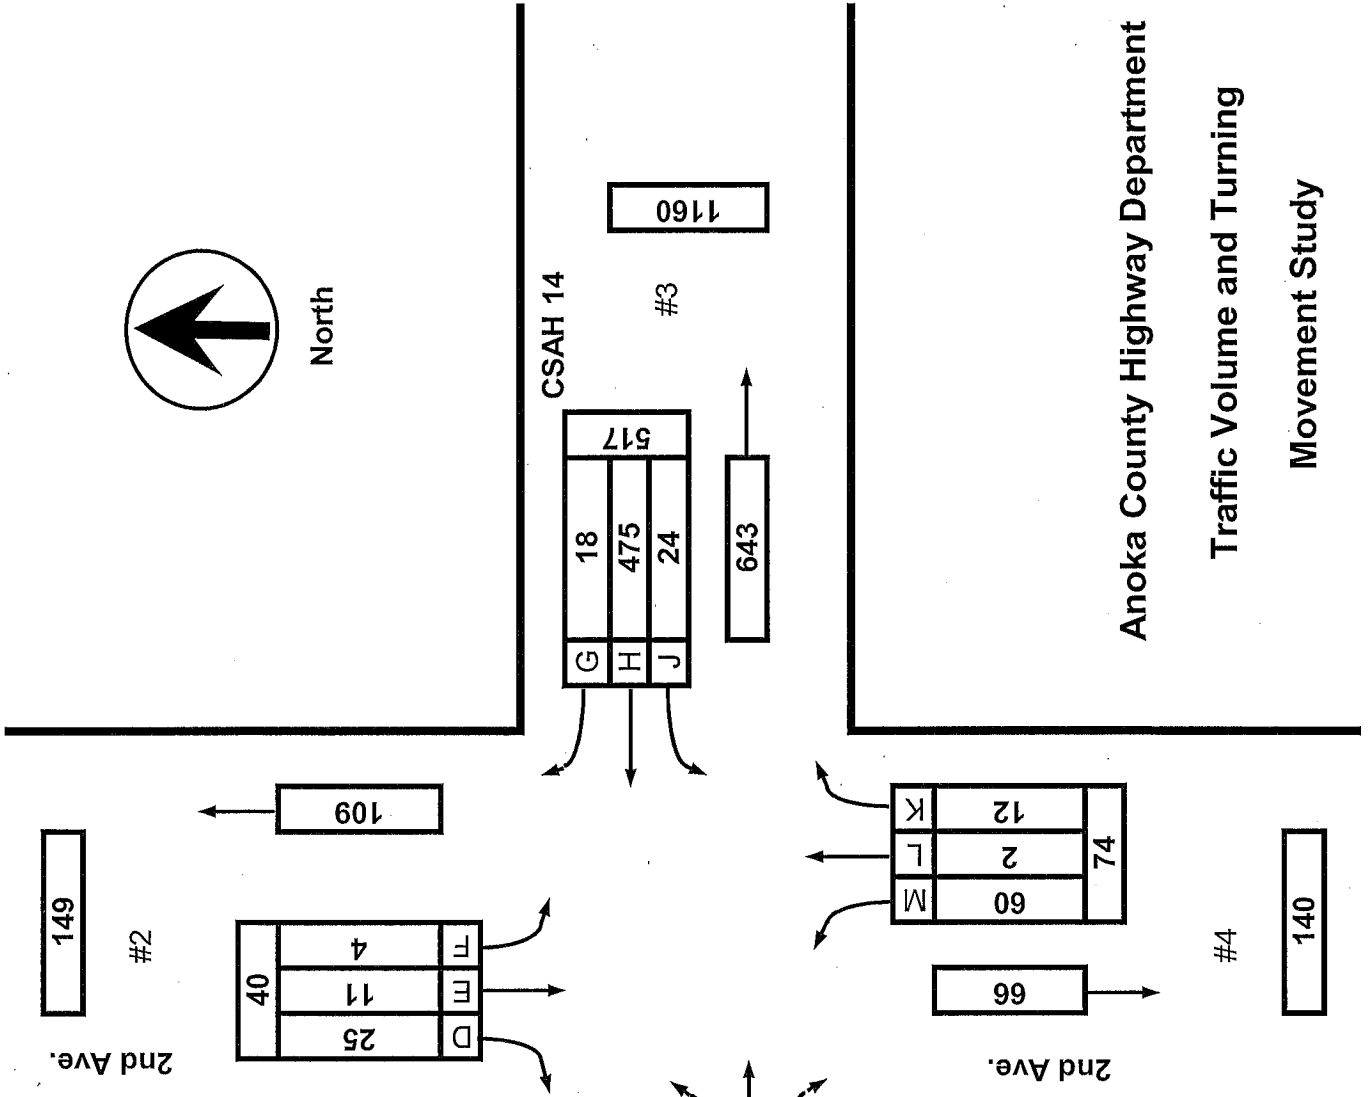 North
CSAH 14
#3
1160
517
G 18
H 475
J 24
643
149
#2
109
40
4 11 25
F E D
2nd Ave.
K L M
12 2 60
74
66
#4
140
2nd Ave.
Anoka County Highway Department
Traffic Volume and Turning
Movement Study